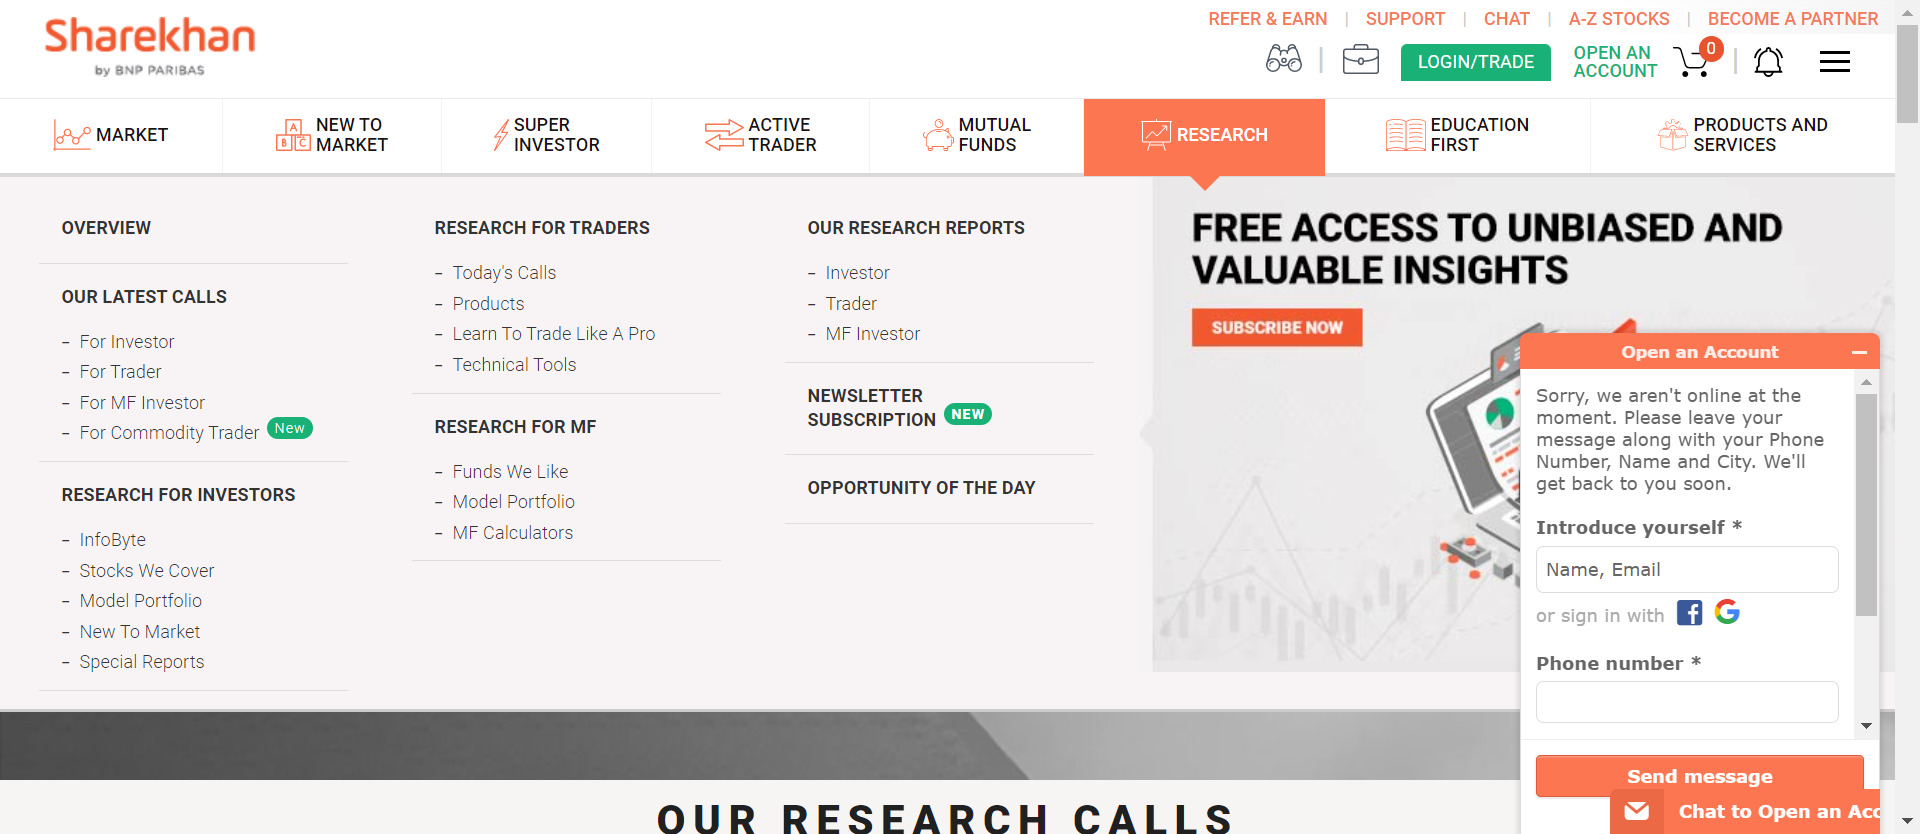 Sharekhan
by BNP PARIBAS
REFER & EARN | SUPPORT | CHAT | A-Z STOCKS | BECOME A PARTNER
LOGIN/TRADE
OPEN AN
ACCOUNT
0
MARKET
A
B C
NEW TO
MARKET
SUPER
INVESTOR
ACTIVE
TRADER
MUTUAL
FUNDS
RESEARCH
EDUCATION
FIRST
PRODUCTS AND
SERVICES
OVERVIEW
OUR LATEST CALLS
– For Investor
– For Trader
– For MF Investor
– For Commodity Trader New
RESEARCH FOR INVESTORS
– InfoByte
– Stocks We Cover
– Model Portfolio
– New To Market
– Special Reports
RESEARCH FOR TRADERS
– Today's Calls
– Products
– Learn To Trade Like A Pro
– Technical Tools
RESEARCH FOR MF
– Funds We Like
– Model Portfolio
– MF Calculators
OUR RESEARCH REPORTS
– Investor
– Trader
– MF Investor
NEWSLETTER
SUBSCRIPTION NEW
OPPORTUNITY OF THE DAY
FREE ACCESS TO UNBIASED AND
VALUABLE INSIGHTS
SUBSCRIBE NOW
Open an Account
Sorry, we aren't online at the
moment. Please leave your
message along with your Phone
Number, Name and City. We'll
get back to you soon.
Introduce yourself *
Name, Email
or sign in with
Phone number *
Send message
Chat to Open an Acc
OUR RESEARCH CALLS